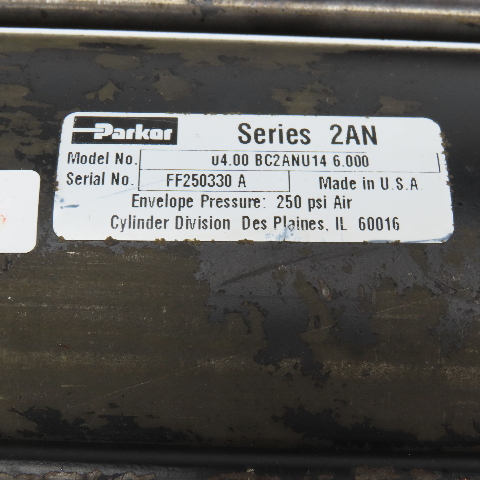 Parker Series 2AN
Model No. u4.00 BC2ANU14 6.000
Serial No. FF250330 A Made in U.S.A
Envelope Pressure: 250 psi Air
Cylinder Division Des Plaines, IL 60016